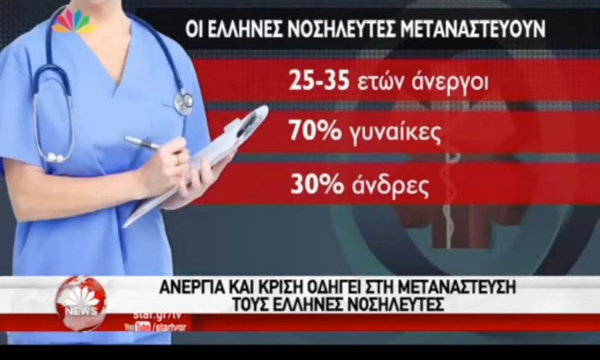 ΟΙ ΕΛΛΗΝΕΣ ΝΟΣΗΛΕΥΤΕΣ ΜΕΤΑΝΑΣΤΕΥΟΥΝ
25-35 ετών άνεργοι
70% γυναίκες
30% άνδρες
ΑΝΕΡΓΙΑ ΚΑΙ ΚΡΙΣΗ ΟΔΗΓΕΙ ΣΤΗ ΜΕΤΑΝΑΣΤΕΥΣΗ
ΤΟΥΣ ΕΛΛΗΝΕΣ ΝΟΣΗΛΕΥΤΕΣ
NEWS
star.gr/tv
YouTube/startvgr